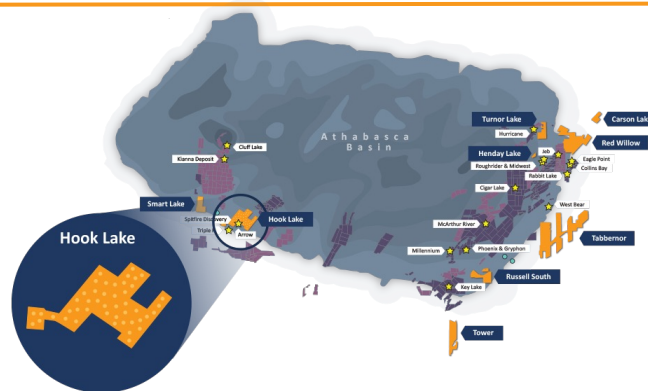 Athabasca
Basin
Turnor Lake
Hurricane
Carson Lak
Red Willow
Henday Lake
Jeb
Roughrider & Midwest
Eagle Point
Collins Bay
Rabbit Lake
Cluff Lake
Kianna Deposit
Cigar Lake
Smart Lake
Spitfire Discovery
Hook Lake
Triple
Arrow
West Bear
McArthur River
Tabbernor
Millennium
Phoenix & Gryphon
Russell South
Key Lake
Tower
Hook Lake